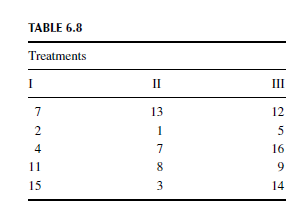 TABLE 6.8
Treatments
I II III
7 13 12
2 1 5
4 7 16
11 8 9
15 3 14